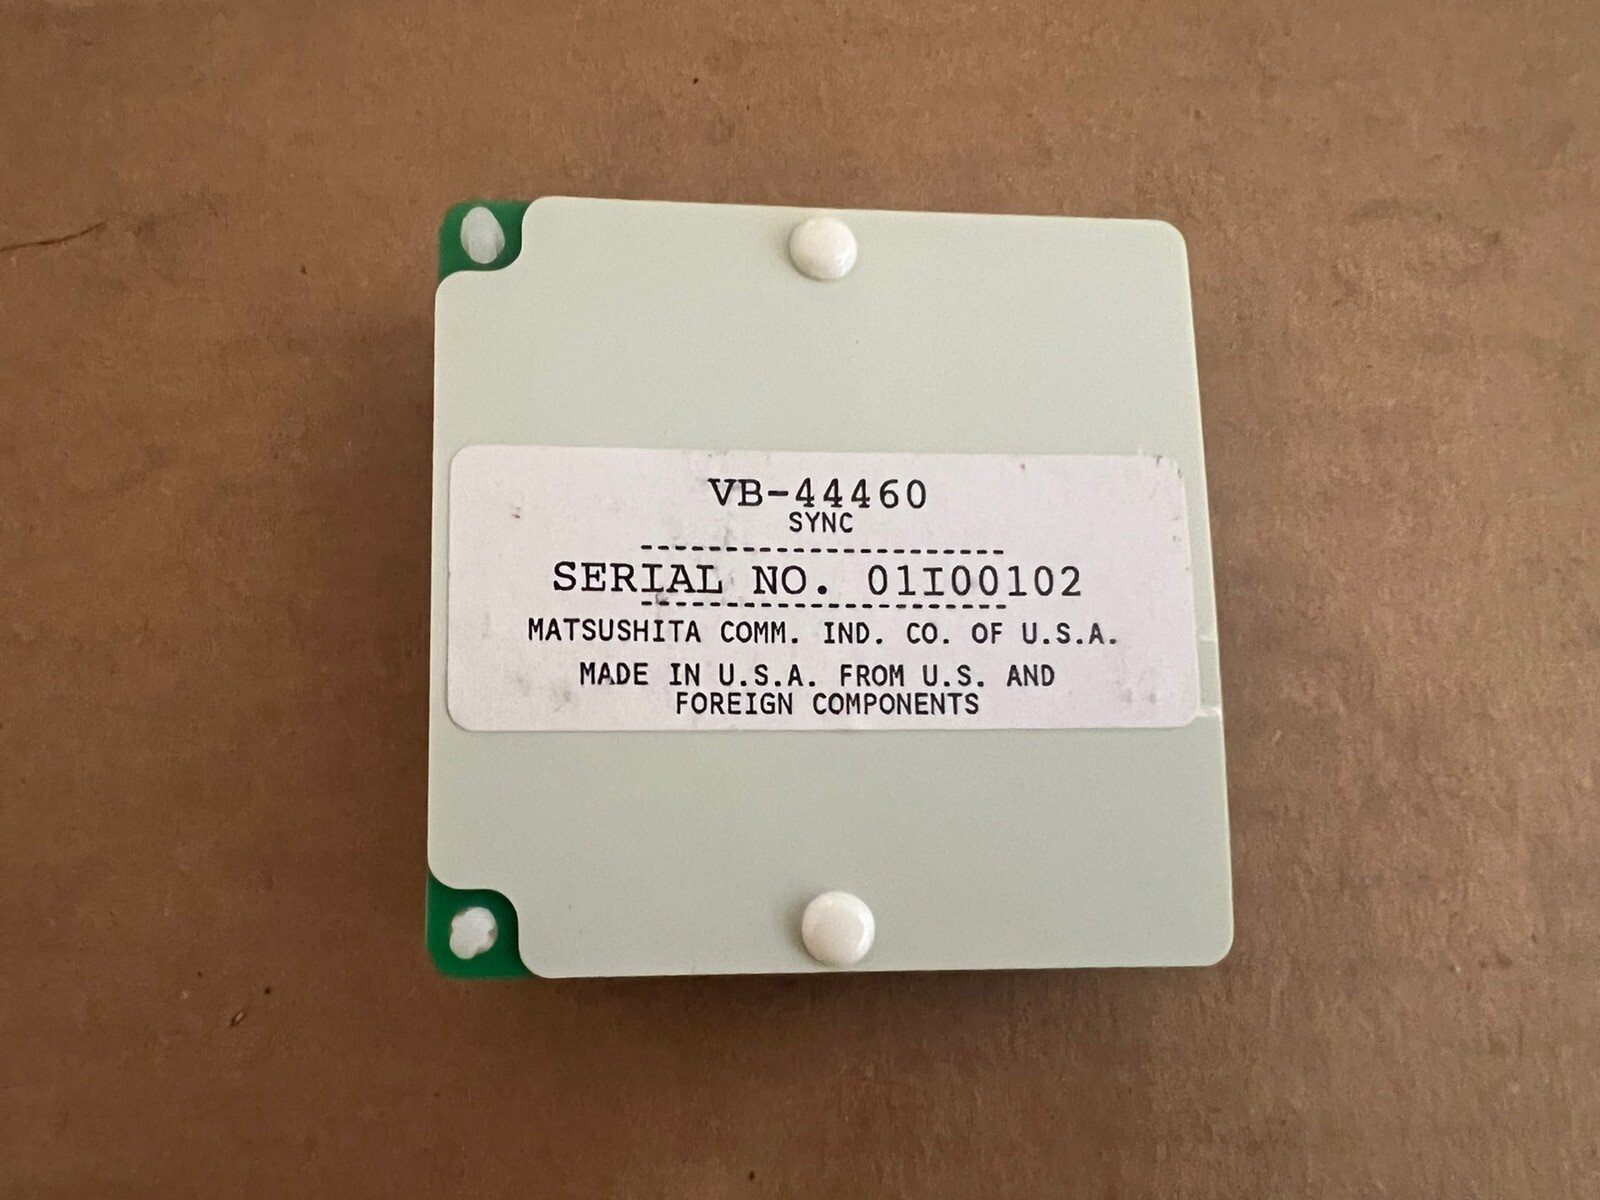 VB-44460
SYNC
----------------------
SERIAL NO. 01I00102
----------------------
MATSUSHITA COMM. IND. CO. OF U.S.A.
MADE IN U.S.A. FROM U.S. AND
FOREIGN COMPONENTS